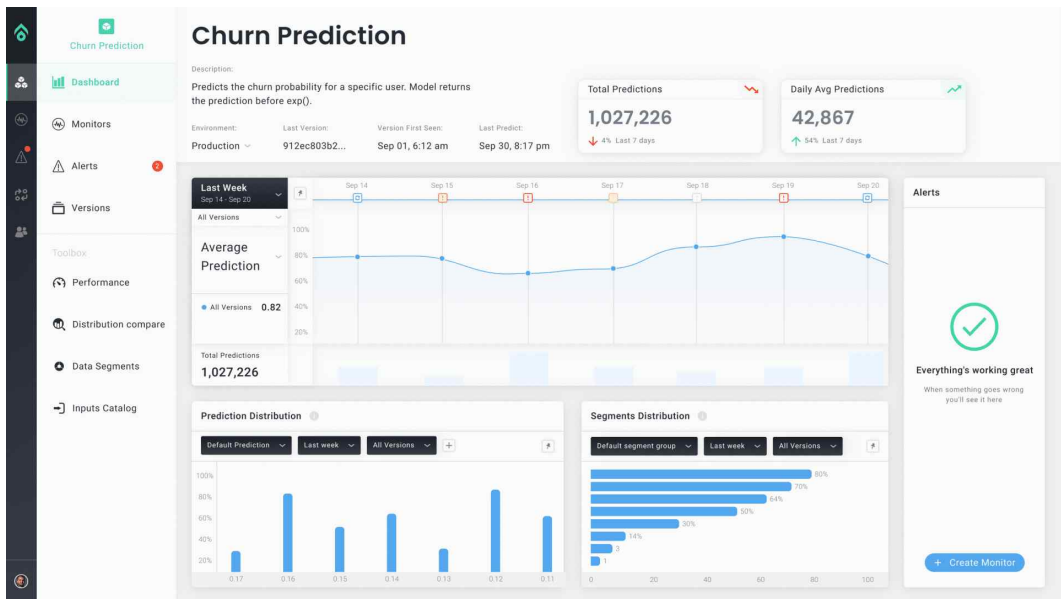 Churn Prediction
Dashboard
Monitors
Alerts
2
Versions
Toolbox
Performance
Distribution compare
Data Segments
Inputs Catalog
Churn Prediction
Description:
Predicts the churn probability for a specific user. Model returns
the prediction before exp().
Environment: Last Version: Version First Seen: Last Predict:
Production 912ec803b2... Sep 01, 6:12 am Sep 30, 8:17 pm
Total Predictions
1,027,226
4% Last 7 days
Daily Avg Predictions
42,867
54% Last 7 days
Last Week
Sep 14 - Sep 20
All Versions
Average
Prediction
All Versions 0.82
Total Predictions
1,027,226
Sep 14 Sep 15 Sep 16 Sep 17 Sep 18 Sep 19 Sep 20
100%
80%
60%
40%
20%
Alerts
Everything's working great
When something goes wrong
you'll see it here
+ Create Monitor
Prediction Distribution
Default Prediction Last week All Versions +
100%
80%
60%
40%
20%
0.17 0.16 0.15 0.14 0.13 0.12 0.11
Segments Distribution
Default segment group Last week All Versions
80%
70%
64%
50%
30%
14%
3
1
0 20 40 60 80 100